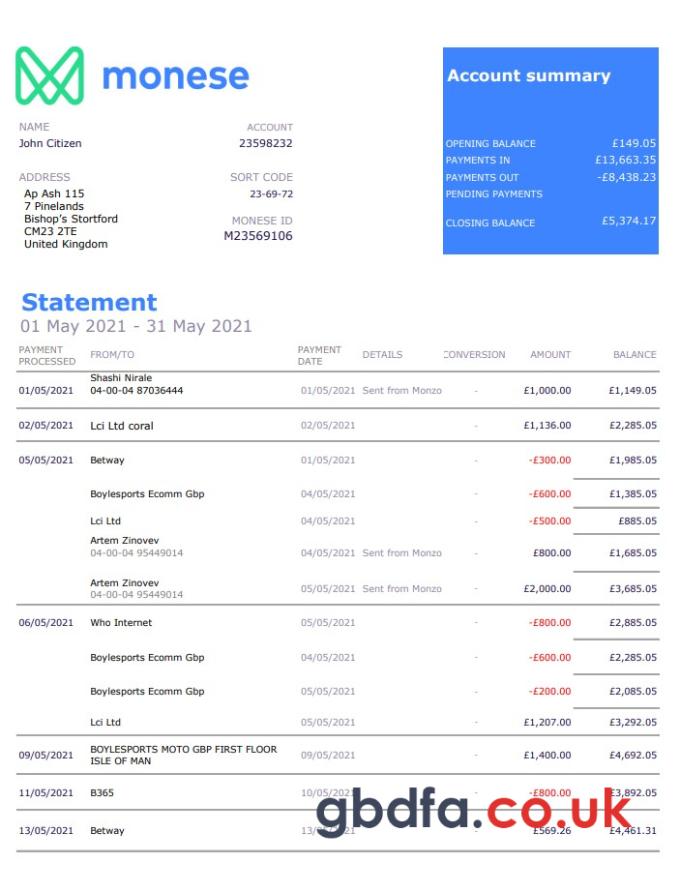 monese
Account summary
NAME ACCOUNT
John Citizen 23598232
OPENING BALANCE £149.05
PAYMENTS IN £13,663.35
PAYMENTS OUT -£8,438.23
PENDING PAYMENTS
CLOSING BALANCE £5,374.17
ADDRESS SORT CODE
Ap Ash 115 23-69-72
7 Pinelands
Bishop's Stortford MONESE ID
CM23 2TE M23569106
United Kingdom
Statement
01 May 2021 - 31 May 2021
PAYMENT PROCESSED FROM/TO PAYMENT DATE DETAILS CONVERSION AMOUNT BALANCE
Shashi Nirale
01/05/2021 04-00-04 87036444 01/05/2021 Sent from Monzo - £1,000.00 £1,149.05
02/05/2021 Lci Ltd coral 02/05/2021 - £1,136.00 £2,285.05
05/05/2021 Betway 01/05/2021 - -£300.00 £1,985.05
Boylesports Ecomm Gbp 04/05/2021 - -£600.00 £1,385.05
Lci Ltd 04/05/2021 - -£500.00 £885.05
Artem Zinovev
04-00-04 95449014 04/05/2021 Sent from Monzo - £800.00 £1,685.05
Artem Zinovev
04-00-04 95449014 05/05/2021 Sent from Monzo - £2,000.00 £3,685.05
06/05/2021 Who Internet 05/05/2021 - -£800.00 £2,885.05
Boylesports Ecomm Gbp 04/05/2021 - -£600.00 £2,285.05
Boylesports Ecomm Gbp 05/05/2021 - -£200.00 £2,085.05
Lci Ltd 05/05/2021 - £1,207.00 £3,292.05
BOYLESPORTS MOTO GBP FIRST FLOOR
09/05/2021 ISLE OF MAN 09/05/2021 - £1,400.00 £4,692.05
11/05/2021 B365 10/05/2021 - -£800.00 £3,892.05
gbdfa.co.uk
13/05/2021 Betway 13/05/2021 - £569.26 £4,461.31